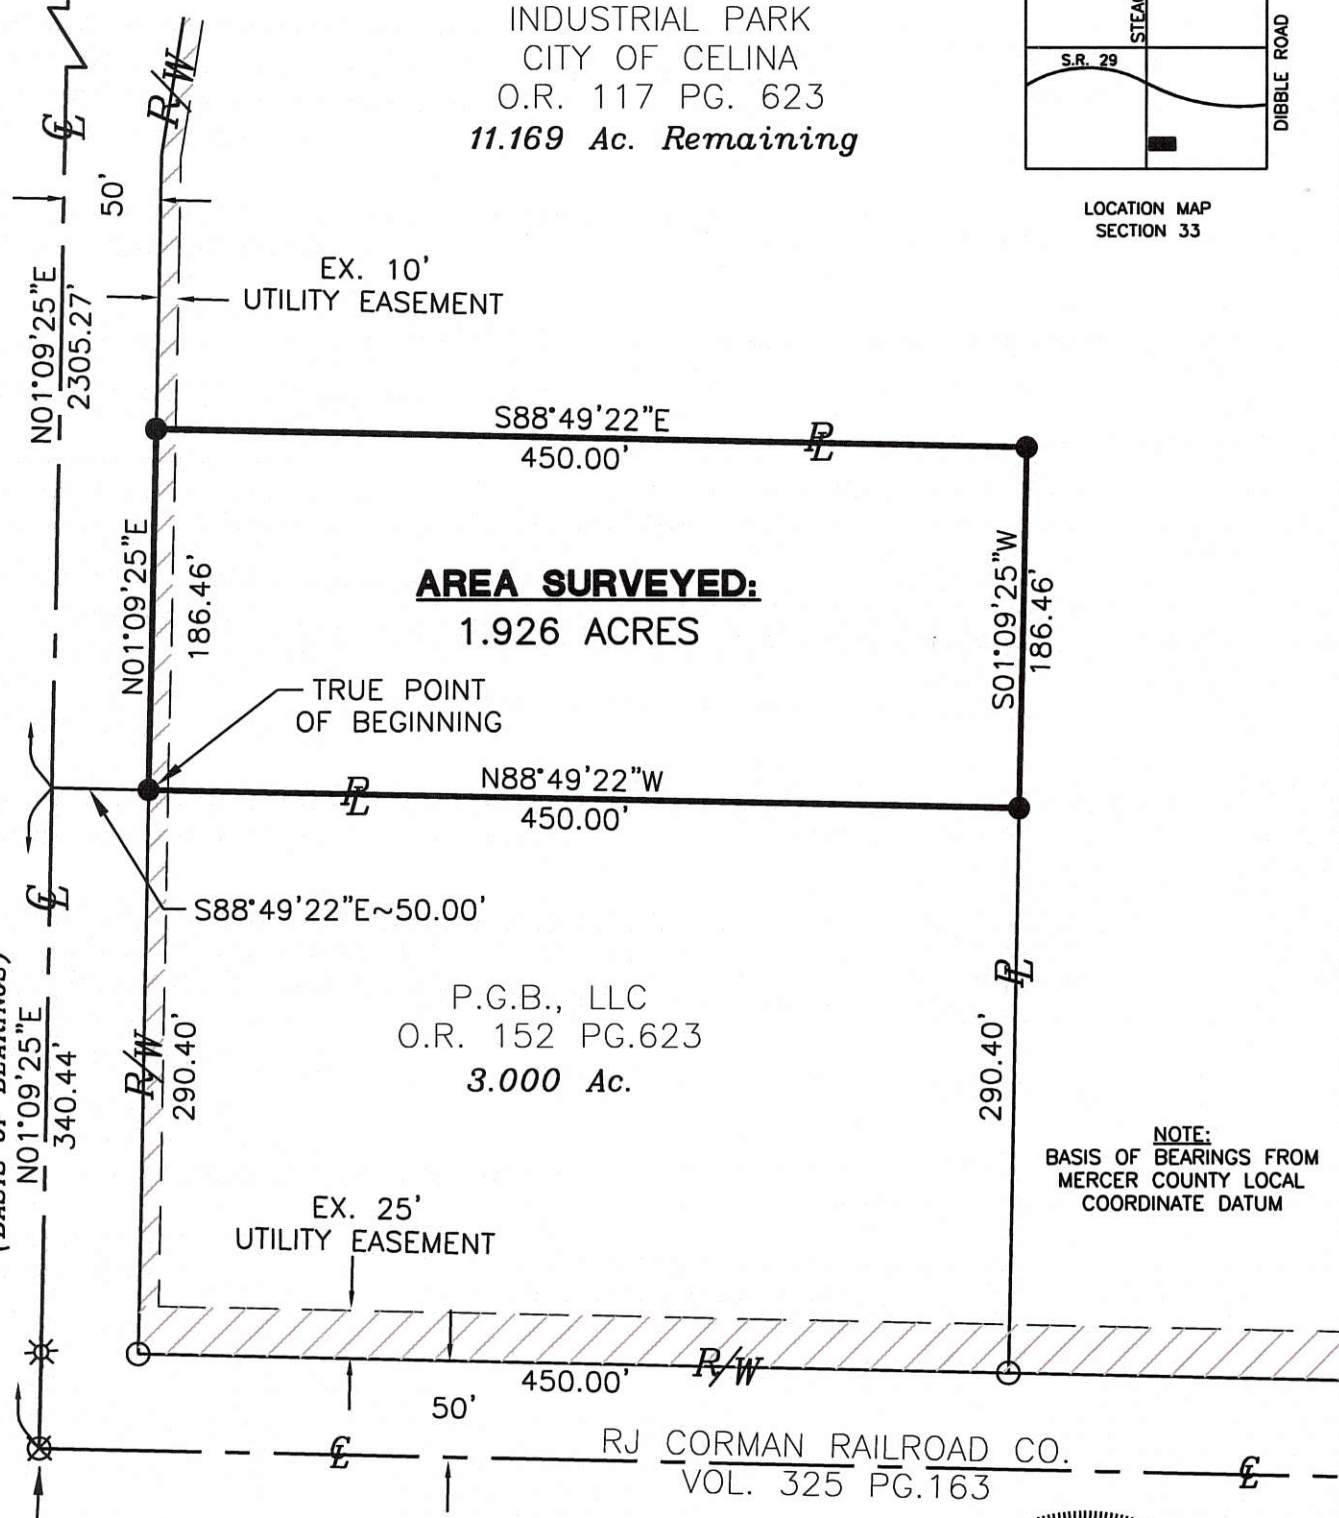 INDUSTRIAL PARK
CITY OF CELINA
O.R. 117 PG. 623
11.169 Ac. Remaining
S.R. 29
DIBBLE ROAD
LOCATION MAP
SECTION 33
R/W
℄
50'
EX. 10'
UTILITY EASEMENT
N01°09'25"E
2305.27'
S88°49'22"E
450.00'
PL
N01°09'25"E
186.46'
AREA SURVEYED:
1.926 ACRES
S01°09'25"W
186.46'
TRUE POINT
OF BEGINNING
N88°49'22"W
450.00'
PL
℄
S88°49'22"E~50.00'
P.G.B., LLC
O.R. 152 PG.623
3.000 Ac.
PL
N01°09'25"E
340.44'
R/W
290.40'
290.40'
NOTE:
BASIS OF BEARINGS FROM
MERCER COUNTY LOCAL
COORDINATE DATUM
EX. 25'
UTILITY EASEMENT
450.00'
R/W
50'
℄
RJ CORMAN RAILROAD CO.
VOL. 325 PG.163
℄